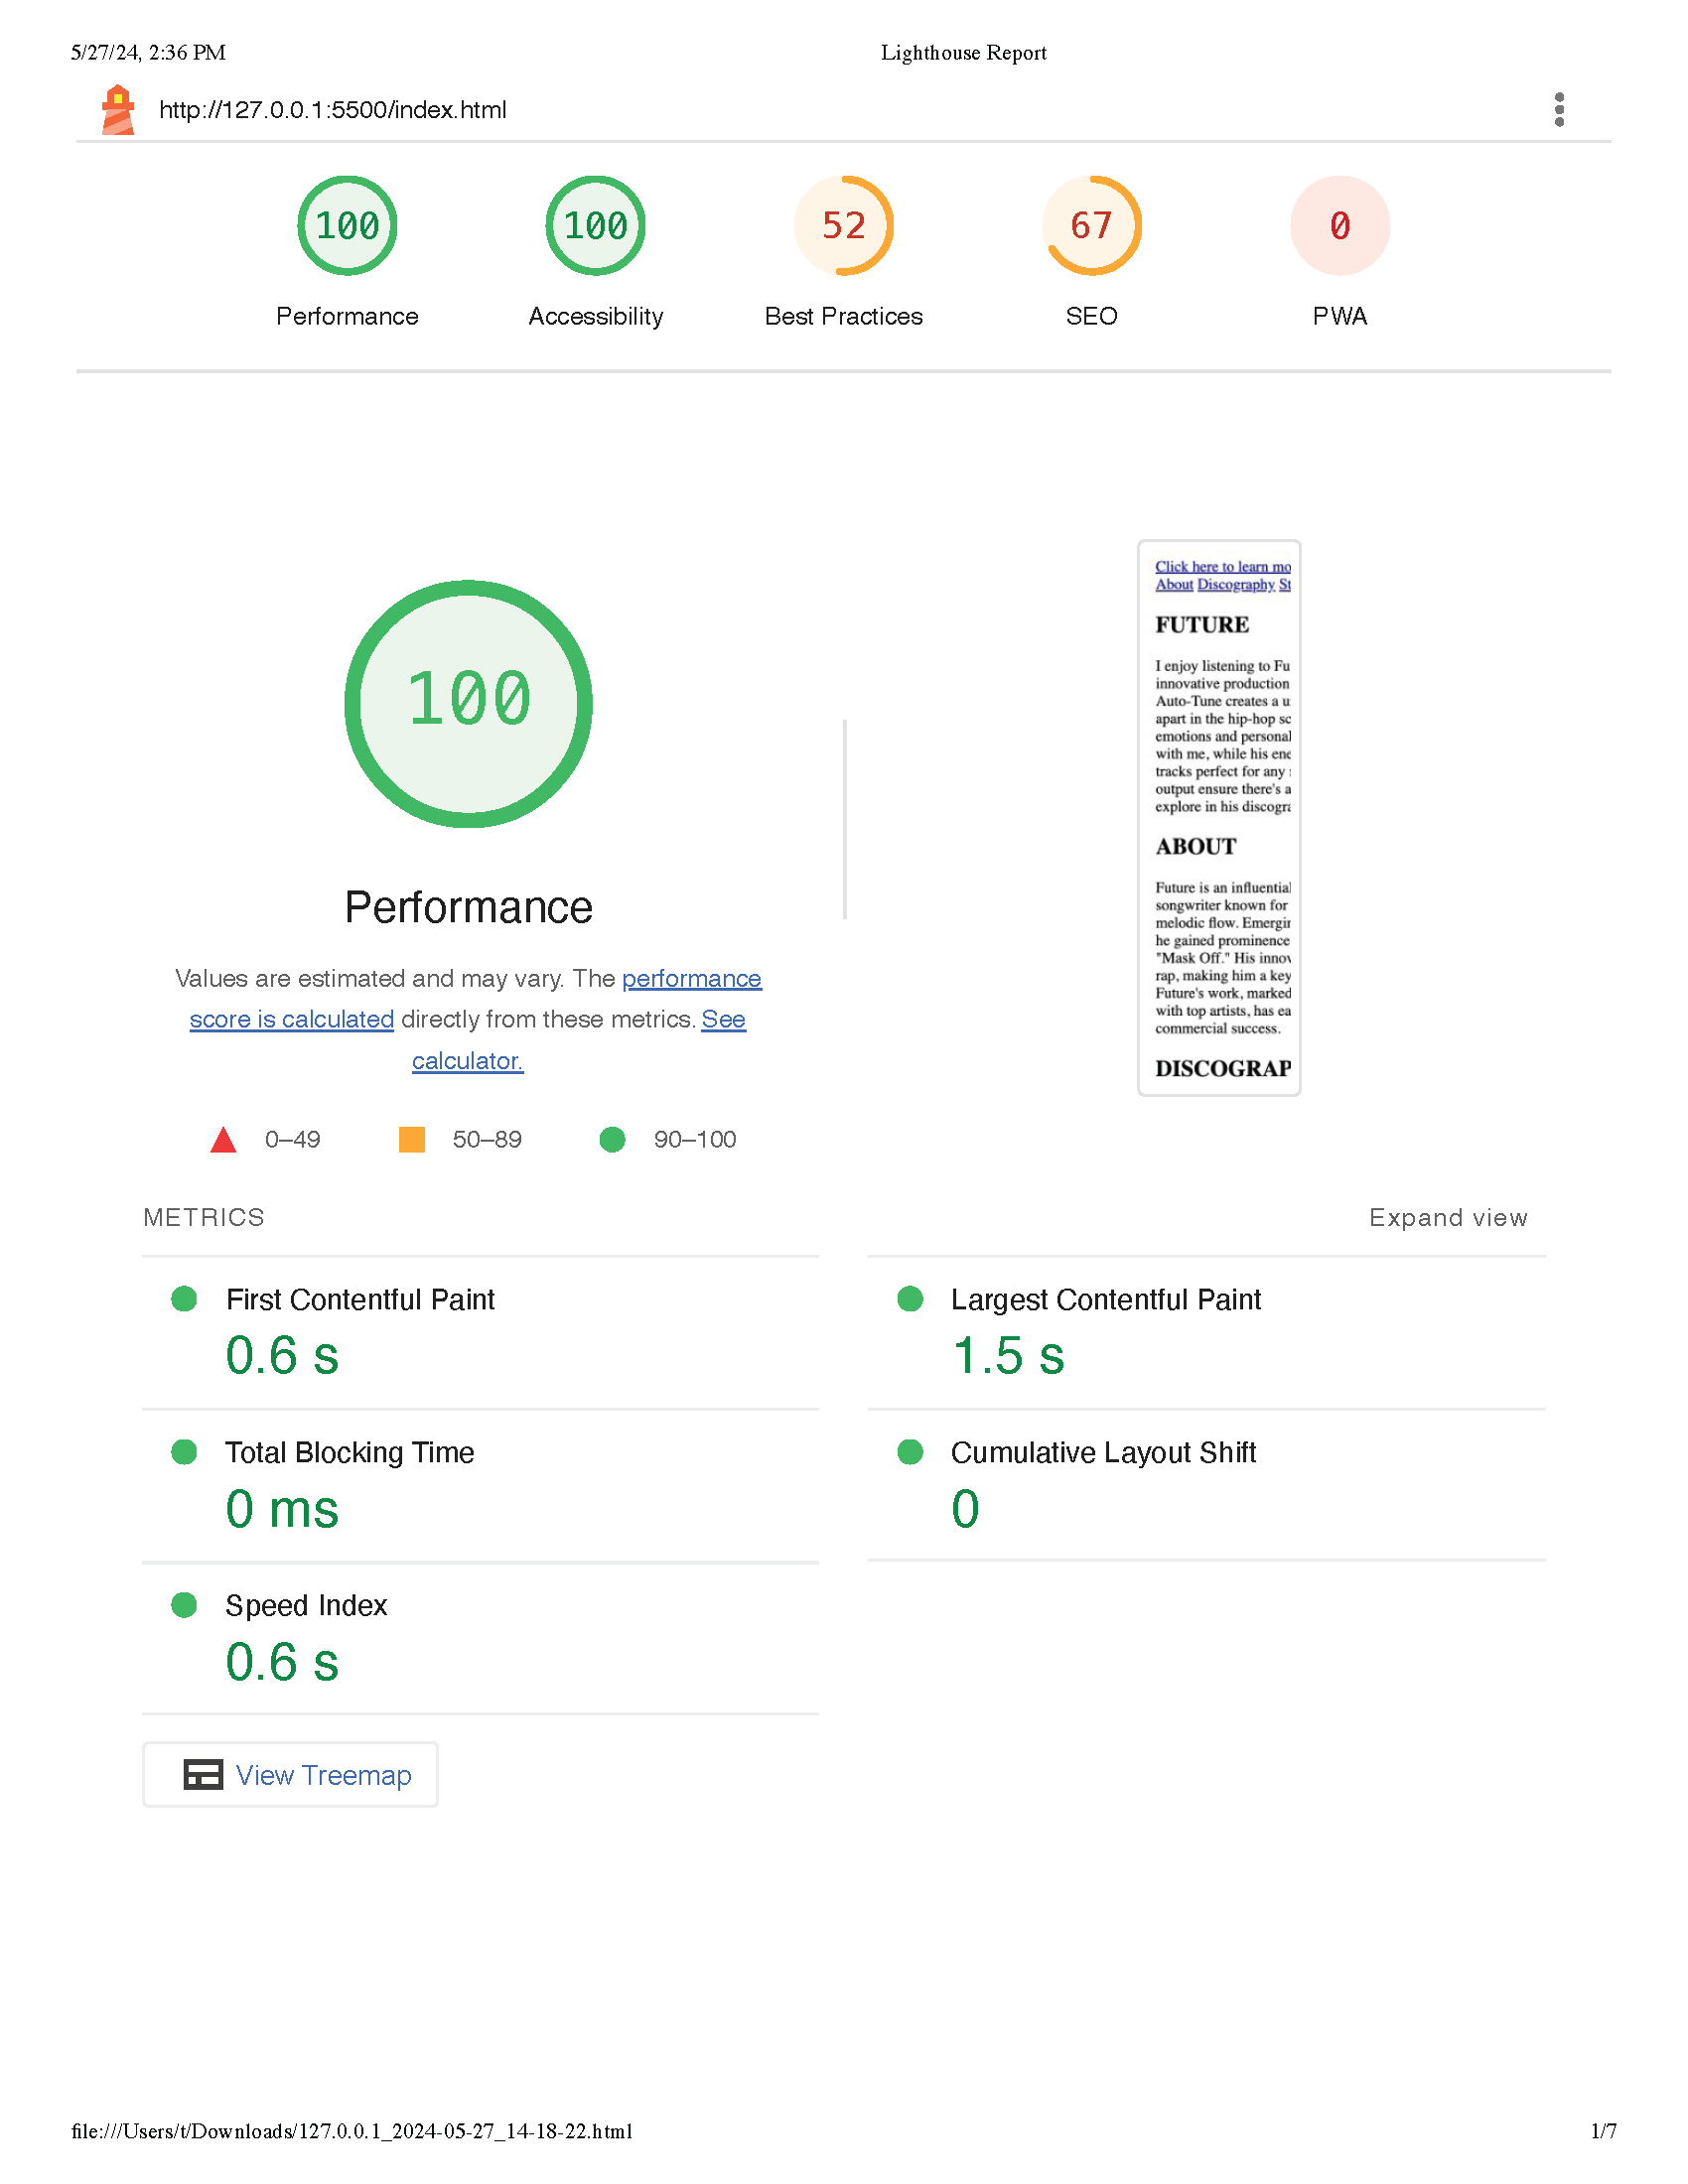 5/27/24, 2:36 PM
Lighthouse Report
http://127.0.0.1:5500/index.html
100
100
52
67
0
Performance
Accessibility
Best Practices
SEO
PWA
100
Performance
Values are estimated and may vary. The performance
score is calculated directly from these metrics. See
calculator.
0–49
50–89
90–100
Click here to learn mo
About Discography St
FUTURE
I enjoy listening to Fu
innovative production
Auto-Tune creates a u
apart in the hip-hop sc
emotions and personal
with me, while his ene
tracks perfect for any
output ensure there's a
explore in his discogra
ABOUT
Future is an influential
songwriter known for
melodic flow. Emergin
he gained prominence
"Mask Off." His innov
rap, making him a key
Future's work, marked
with top artists, has ea
commercial success.
DISCOGRAP
METRICS
Expand view
First Contentful Paint
0.6 s
Largest Contentful Paint
1.5 s
Total Blocking Time
0 ms
Cumulative Layout Shift
0
Speed Index
0.6 s
View Treemap
file:///Users/t/Downloads/127.0.0.1_2024-05-27_14-18-22.html
1/7